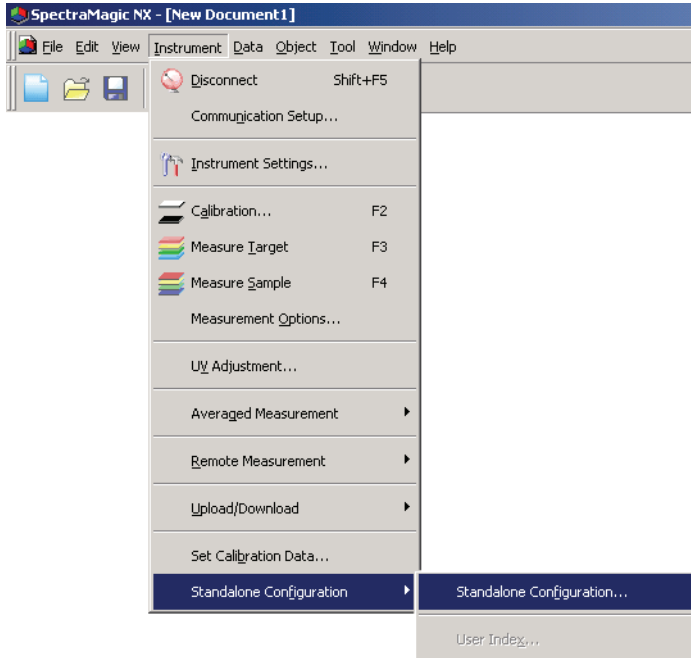 SpectraMagic NX - [New Document1]
File Edit View Instrument Data Object Tool Window Help
Disconnect Shift+F5
Communication Setup...
Instrument Settings...
Calibration... F2
Measure Target F3
Measure Sample F4
Measurement Options...
UV Adjustment...
Averaged Measurement
Remote Measurement
Upload/Download
Set Calibration Data...
Standalone Configuration
Standalone Configuration...
User Index...